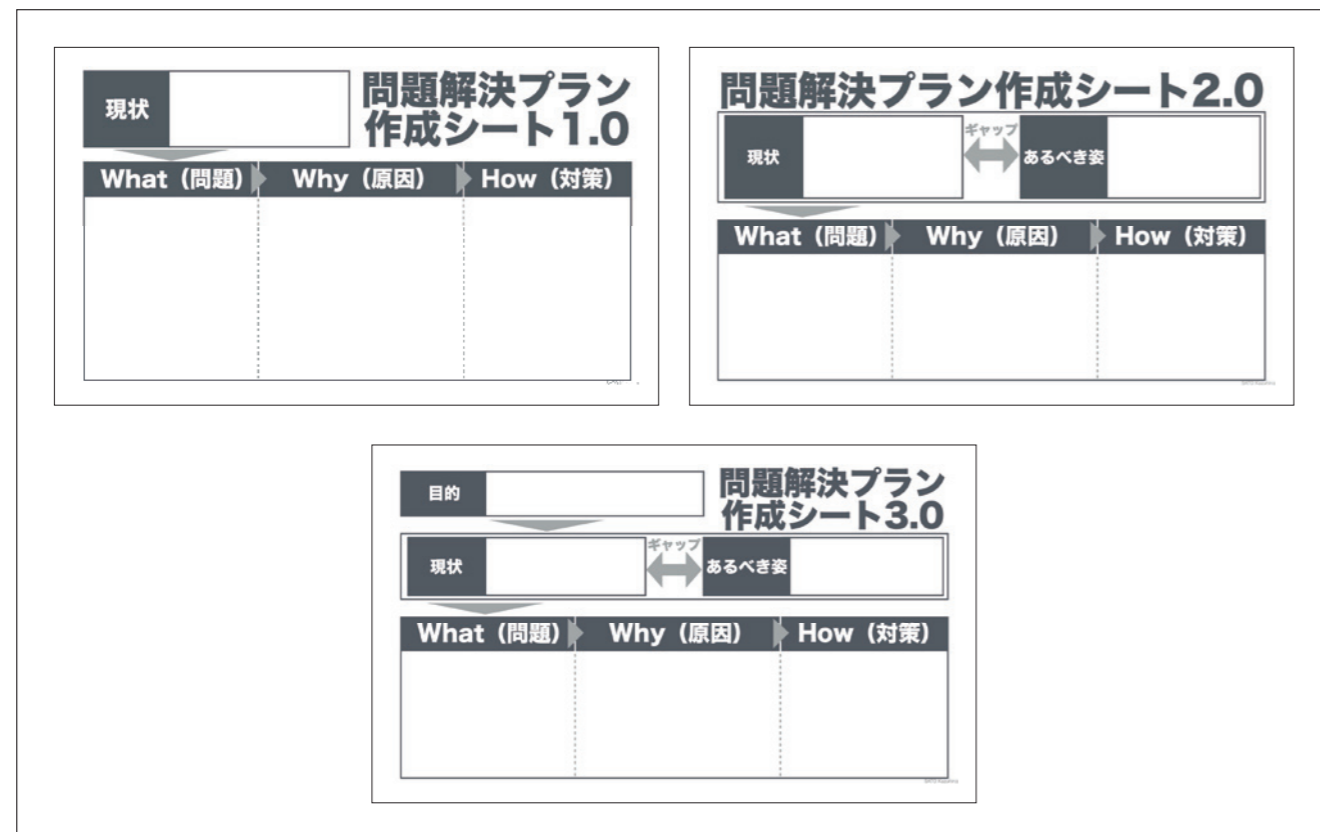 現状
問題解決プラン
作成シート1.0
What（問題）
Why（原因）
How（対策）
問題解決プラン作成シート2.0
現状
ギャップ
あるべき姿
What（問題）
Why（原因）
How（対策）
目的
問題解決プラン
作成シート3.0
現状
ギャップ
あるべき姿
What（問題）
Why（原因）
How（対策）